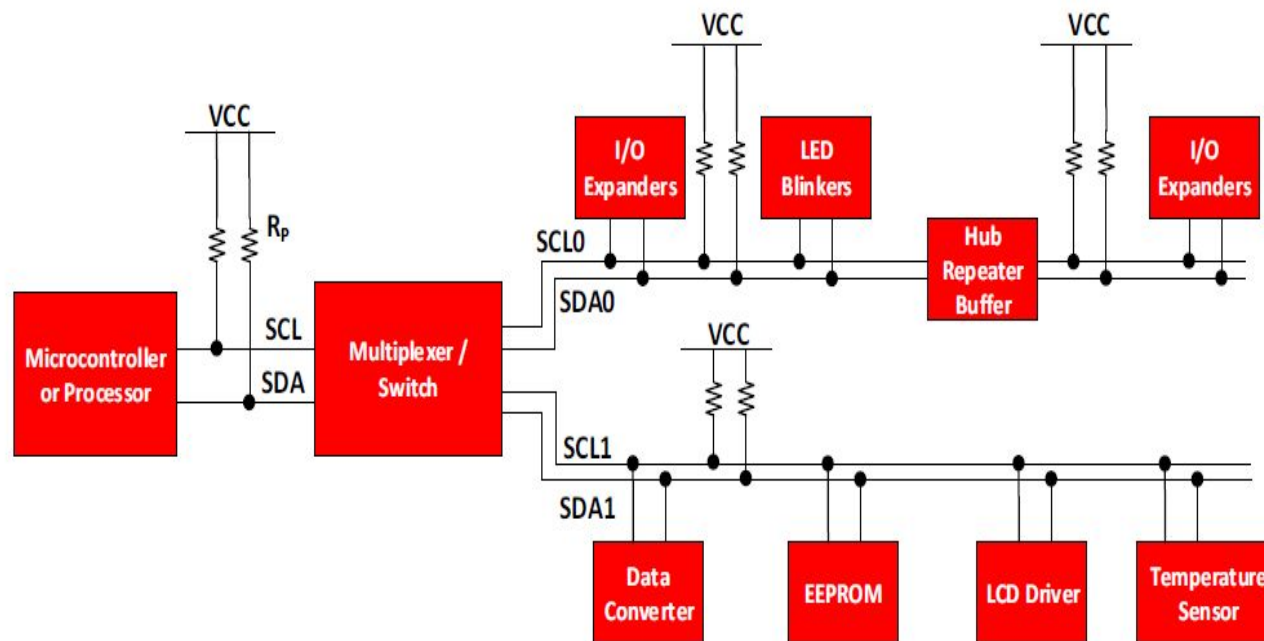 VCC
VCC
VCC
I/O
Expanders
LED
Blinkers
I/O
Expanders
RP
SCL0
Hub
Repeater
Buffer
SDA0
SCL
Microcontroller
or Processor
Multiplexer /
Switch
VCC
SDA
SCL1
SDA1
Data
Converter
EEPROM
LCD Driver
Temperature
Sensor